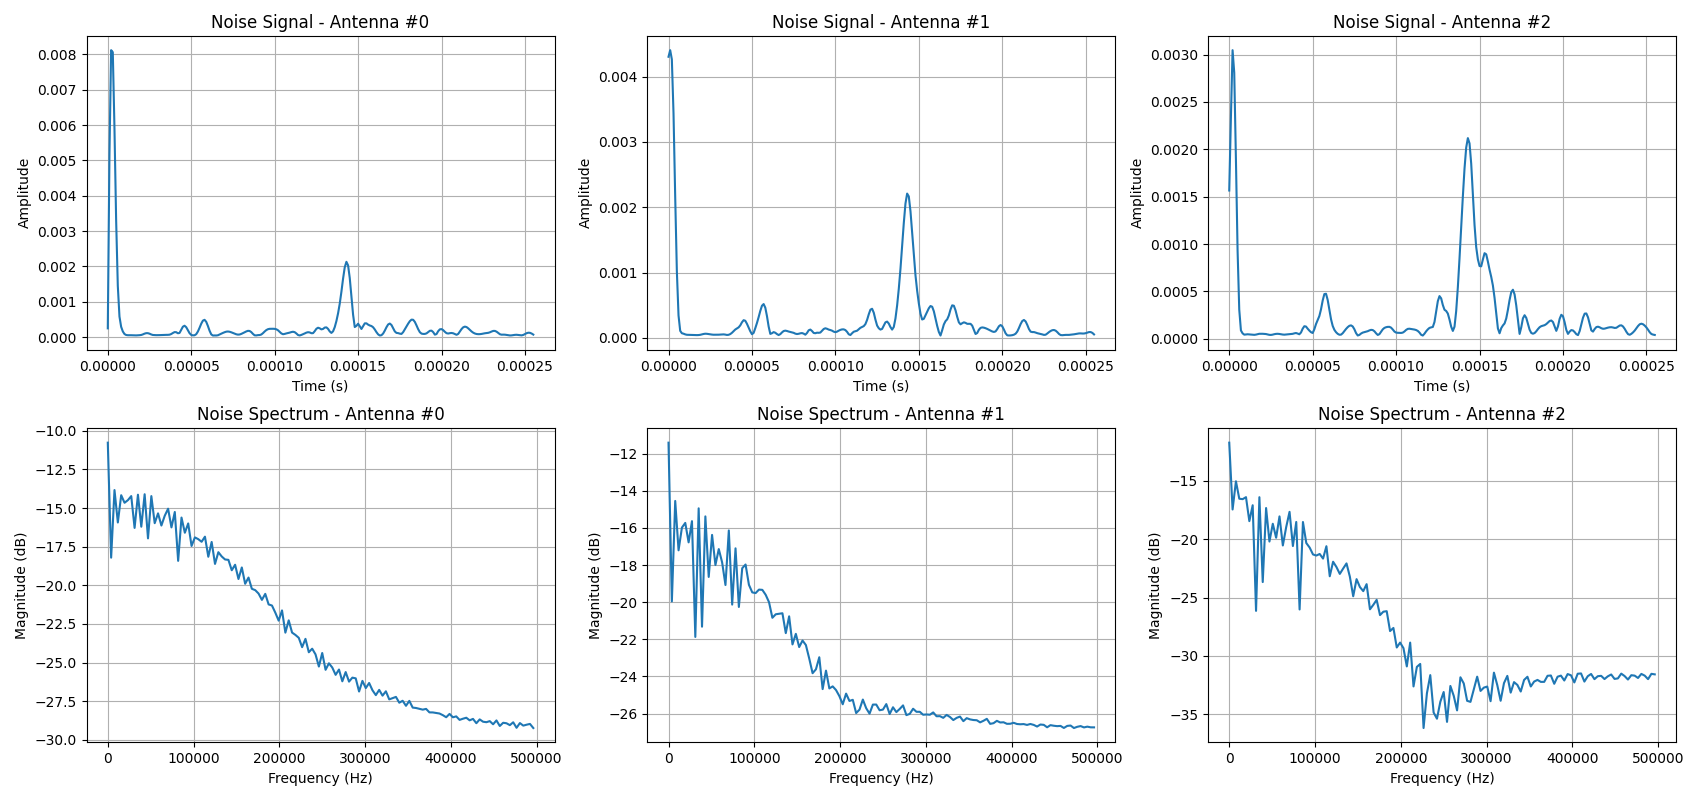 Noise Signal - Antenna #0
Noise Signal - Antenna #1
Noise Signal - Antenna #2
Amplitude
0.008
0.007
0.006
0.005
0.004
0.003
0.002
0.001
0.000
0.00000 0.00005 0.00010 0.00015 0.00020 0.00025
Time (s)
Amplitude
0.004
0.003
0.002
0.001
0.000
0.00000 0.00005 0.00010 0.00015 0.00020 0.00025
Time (s)
Amplitude
0.0030
0.0025
0.0020
0.0015
0.0010
0.0005
0.0000
0.00000 0.00005 0.00010 0.00015 0.00020 0.00025
Time (s)
Noise Spectrum - Antenna #0
Noise Spectrum - Antenna #1
Noise Spectrum - Antenna #2
Magnitude (dB)
−10.0
−12.5
−15.0
−17.5
−20.0
−22.5
−25.0
−27.5
−30.0
0 100000 200000 300000 400000 500000
Frequency (Hz)
Magnitude (dB)
−12
−14
−16
−18
−20
−22
−24
−26
0 100000 200000 300000 400000 500000
Frequency (Hz)
Magnitude (dB)
−15
−20
−25
−30
−35
0 100000 200000 300000 400000 500000
Frequency (Hz)